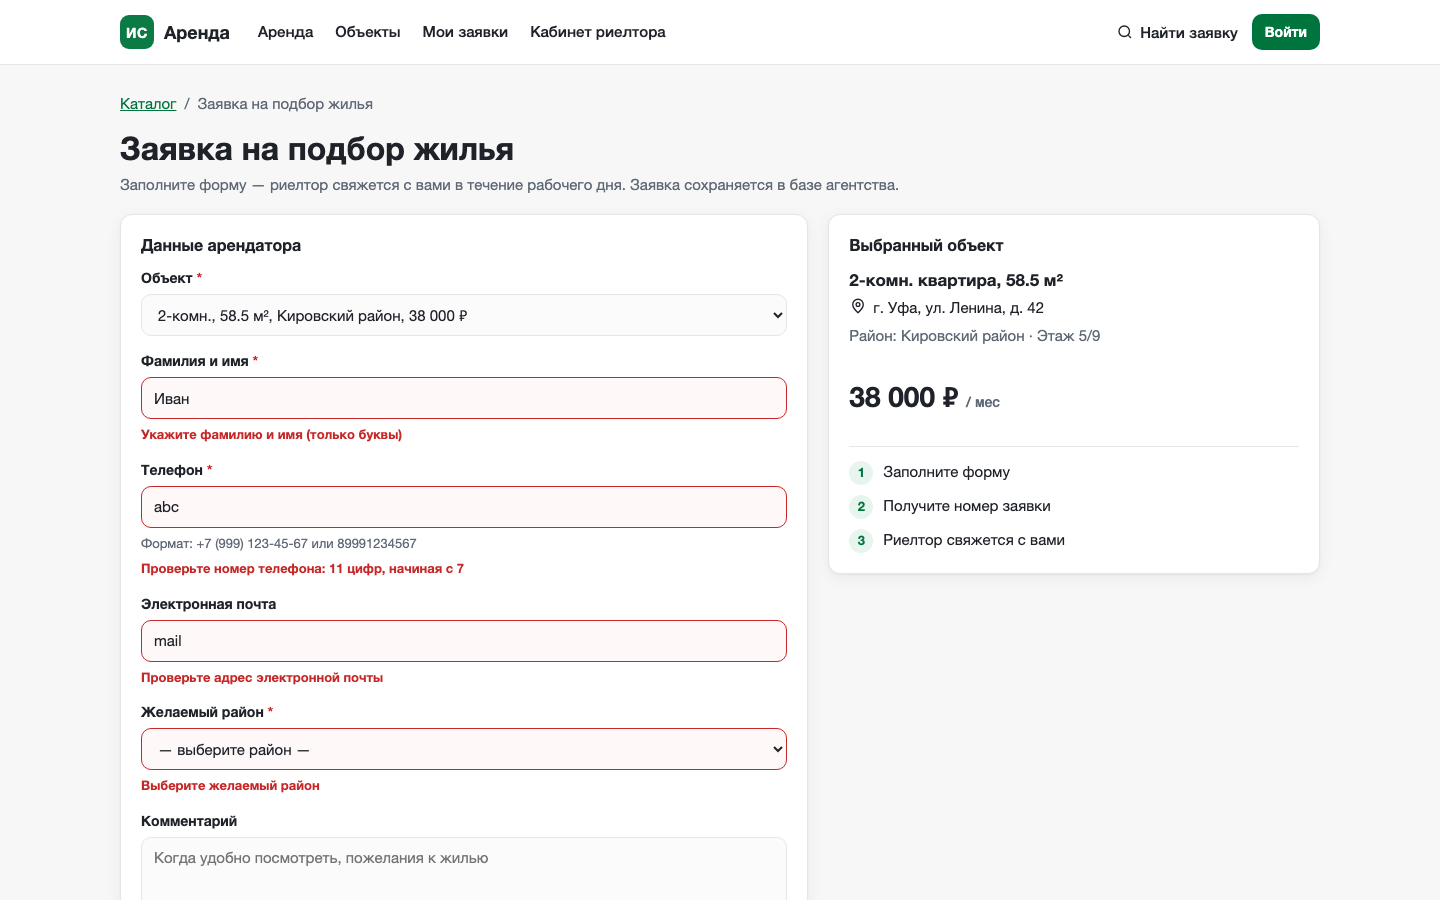 ИС Аренда Аренда Объекты Мои заявки Кабинет риелтора Найти заявку Войти
Каталог / Заявка на подбор жилья
Заявка на подбор жилья
Заполните форму — риелтор свяжется с вами в течение рабочего дня. Заявка сохраняется в базе агентства.
Данные арендатора
Объект *
2-комн., 58.5 м², Кировский район, 38 000 ₽
Фамилия и имя *
Иван
Укажите фамилию и имя (только буквы)
Телефон *
abc
Формат: +7 (999) 123-45-67 или 89991234567
Проверьте номер телефона: 11 цифр, начиная с 7
Электронная почта
mail
Проверьте адрес электронной почты
Желаемый район *
— выберите район —
Выберите желаемый район
Комментарий
Когда удобно посмотреть, пожелания к жилью
Выбранный объект
2-комн. квартира, 58.5 м²
г. Уфа, ул. Ленина, д. 42
Район: Кировский район · Этаж 5/9
38 000 ₽ / мес
1 Заполните форму
2 Получите номер заявки
3 Риелтор свяжется с вами